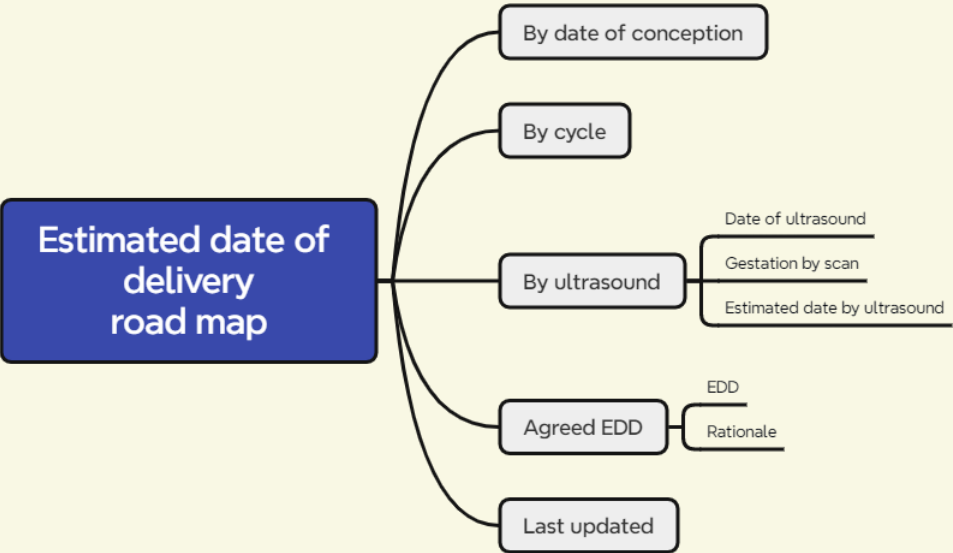 By date of conception
By cycle
Estimated date of
delivery
road map
By ultrasound
Date of ultrasound
Gestation by scan
Estimated date by ultrasound
Agreed EDD
EDD
Rationale
Last updated